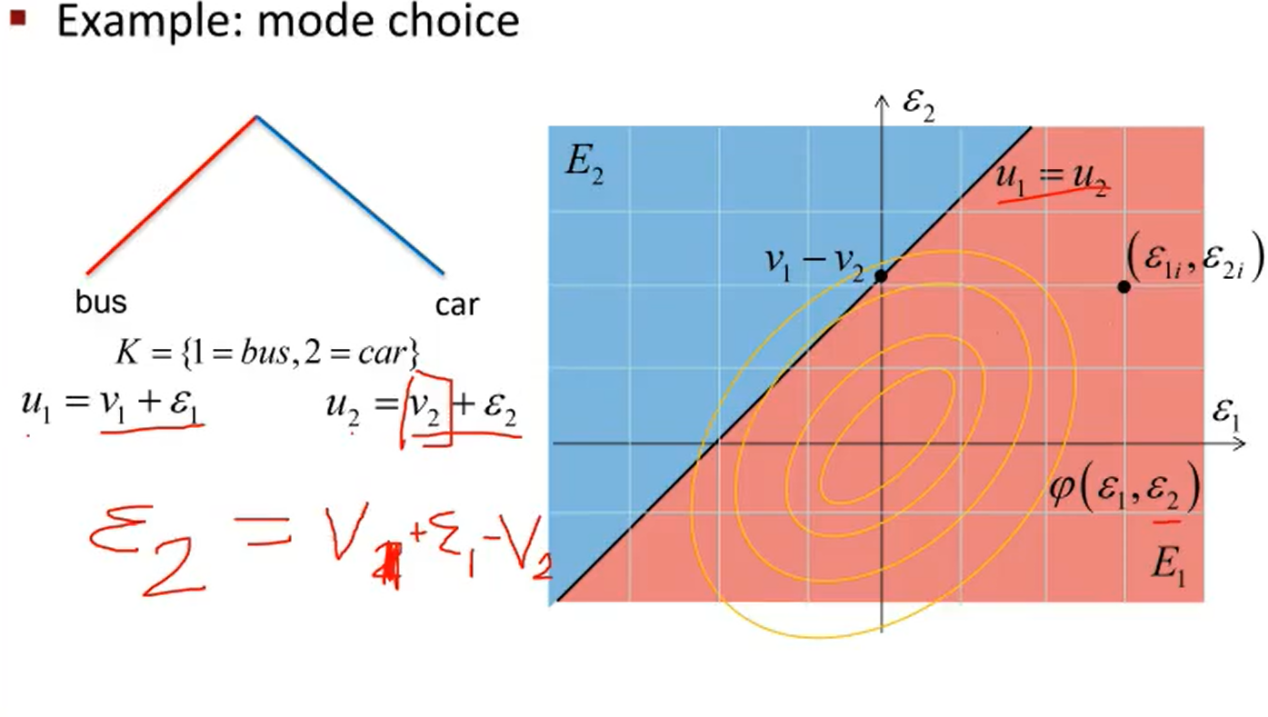 Example: mode choice
bus
car
K = {1 = bus, 2 = car}
u₁ = v₁ + ε₁
u₂ = v₂ + ε₂
ε₂ = V₁ + ε₁ - V₂
ε₂
E₂
u₁ = u₂
v₁ − v₂
(ε₁ᵢ, ε₂ᵢ)
ε₁
φ(ε₁, ε₂)
E₁